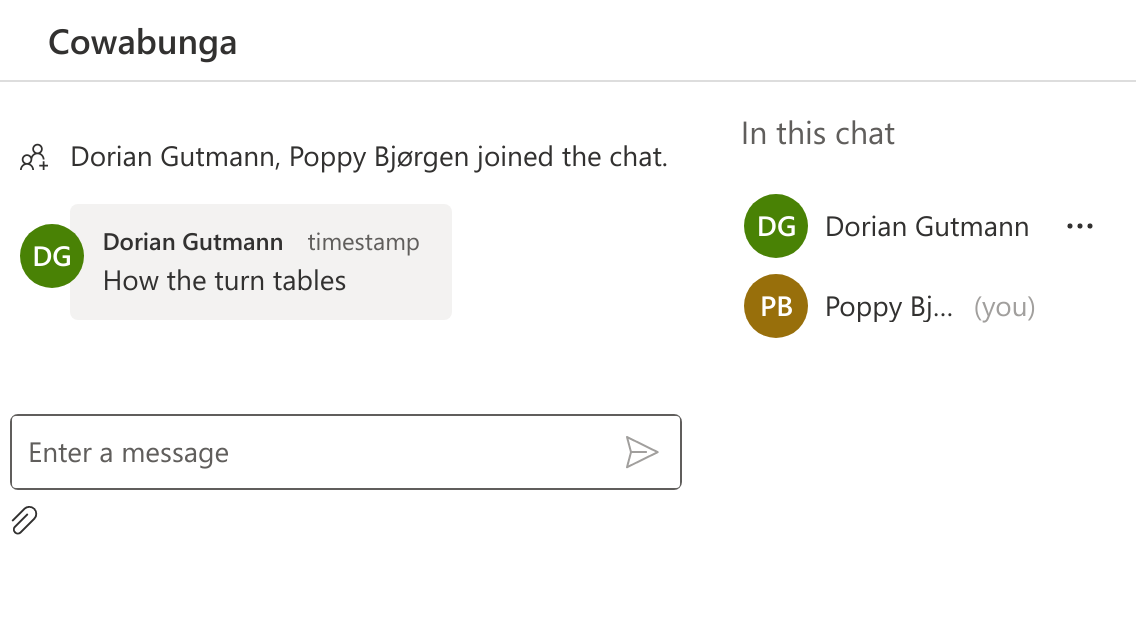 Cowabunga
Dorian Gutmann, Poppy Bjørgen joined the chat.
DG
Dorian Gutmann timestamp
How the turn tables
Enter a message
In this chat
DG Dorian Gutmann ...
PB Poppy Bj... (you)